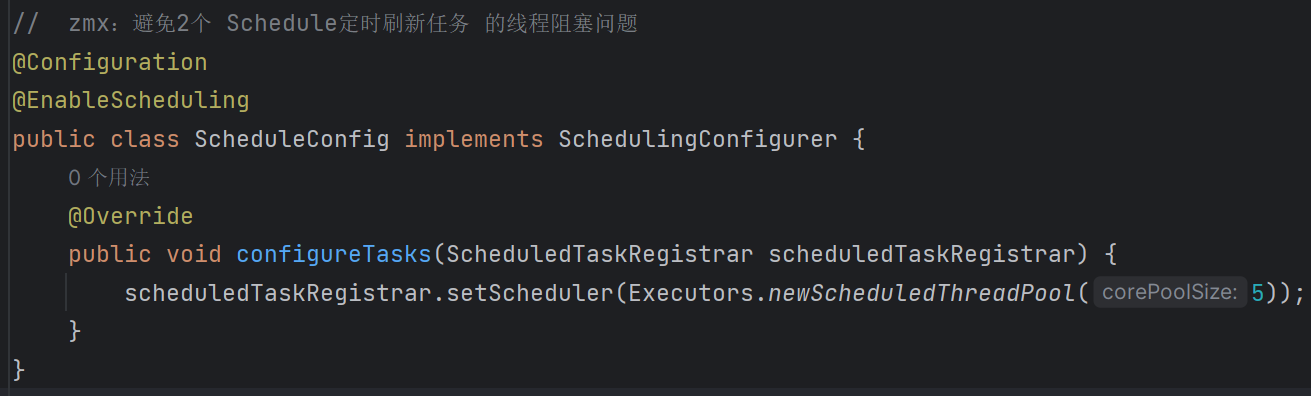 //  zmx：避免2个 Schedule定时刷新任务 的线程阻塞问题
@Configuration
@EnableScheduling
public class ScheduleConfig implements SchedulingConfigurer {
0 个用法
@Override
public void configureTasks(ScheduledTaskRegistrar scheduledTaskRegistrar) {
scheduledTaskRegistrar.setScheduler(Executors.newScheduledThreadPool( corePoolSize: 5));
}
}